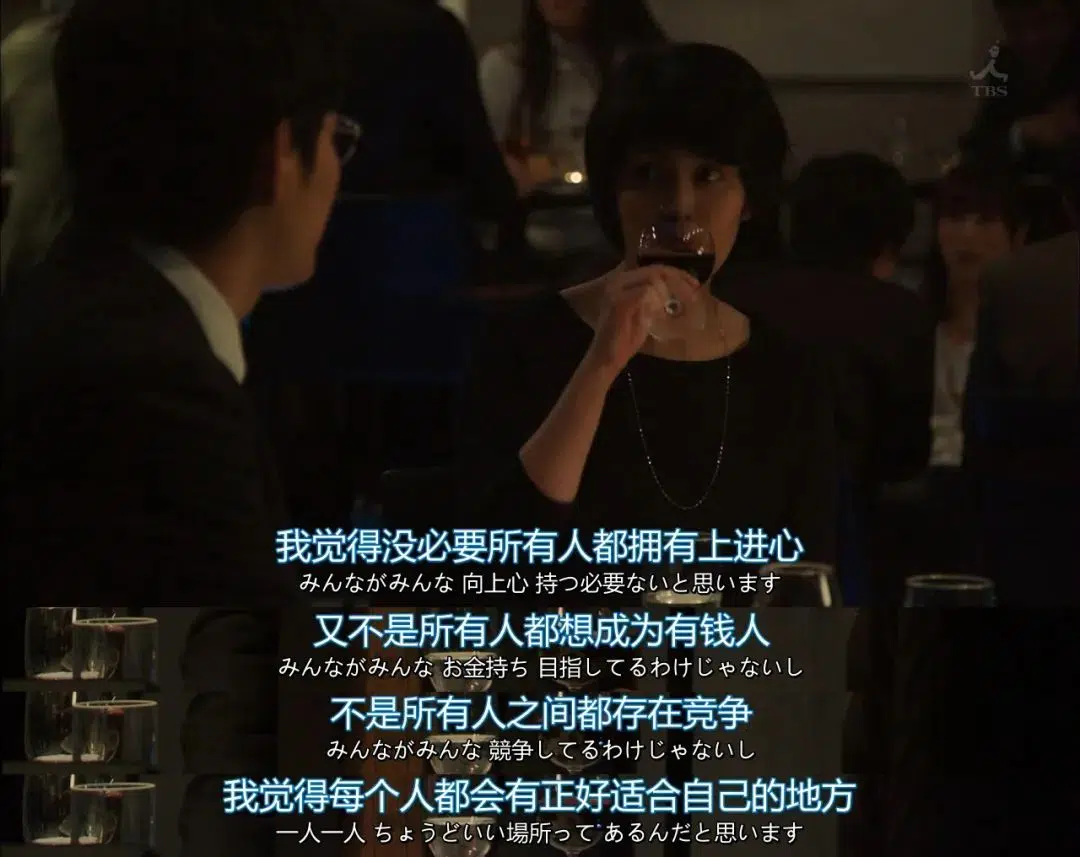 TBS
我觉得没必要所有人都拥有上进心
みんながみんな 向上心 持つ必要ないと思います
又不是所有人都想成为有钱人
みんながみんな お金持ち 目指してるわけじゃないし
不是所有人之间都存在竞争
みんながみんな 競争してるわけじゃないし
我觉得每个人都会有正好适合自己的地方
一人一人 ちょうどいい場所って あるんだと思います